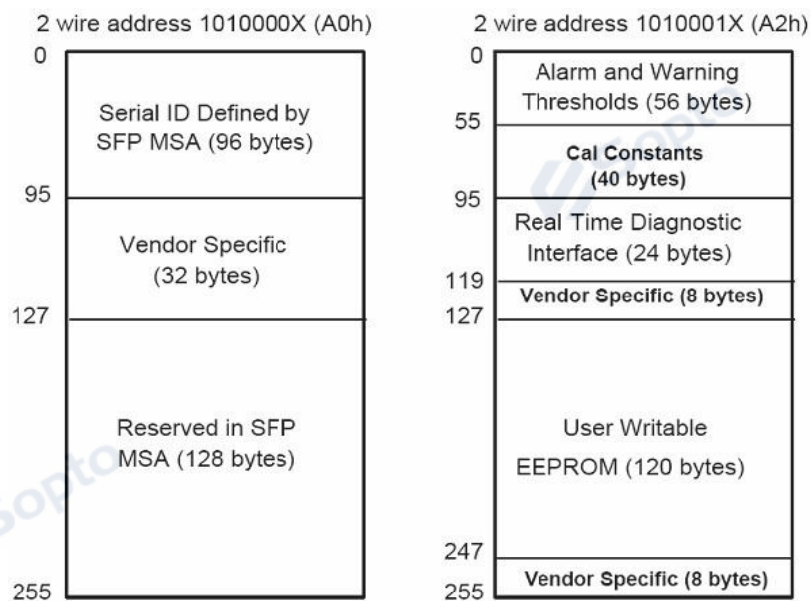 2 wire address 1010000X (A0h)
0
Serial ID Defined by
SFP MSA (96 bytes)
95
Vendor Specific
(32 bytes)
127
Reserved in SFP
MSA (128 bytes)
255
Sopto
2 wire address 1010001X (A2h)
0
Alarm and Warning
Thresholds (56 bytes)
55
Cal Constants
(40 bytes)
95
Real Time Diagnostic
Interface (24 bytes)
119
Vendor Specific (8 bytes)
127
User Writable
EEPROM (120 bytes)
247
Vendor Specific (8 bytes)
255
Sopto